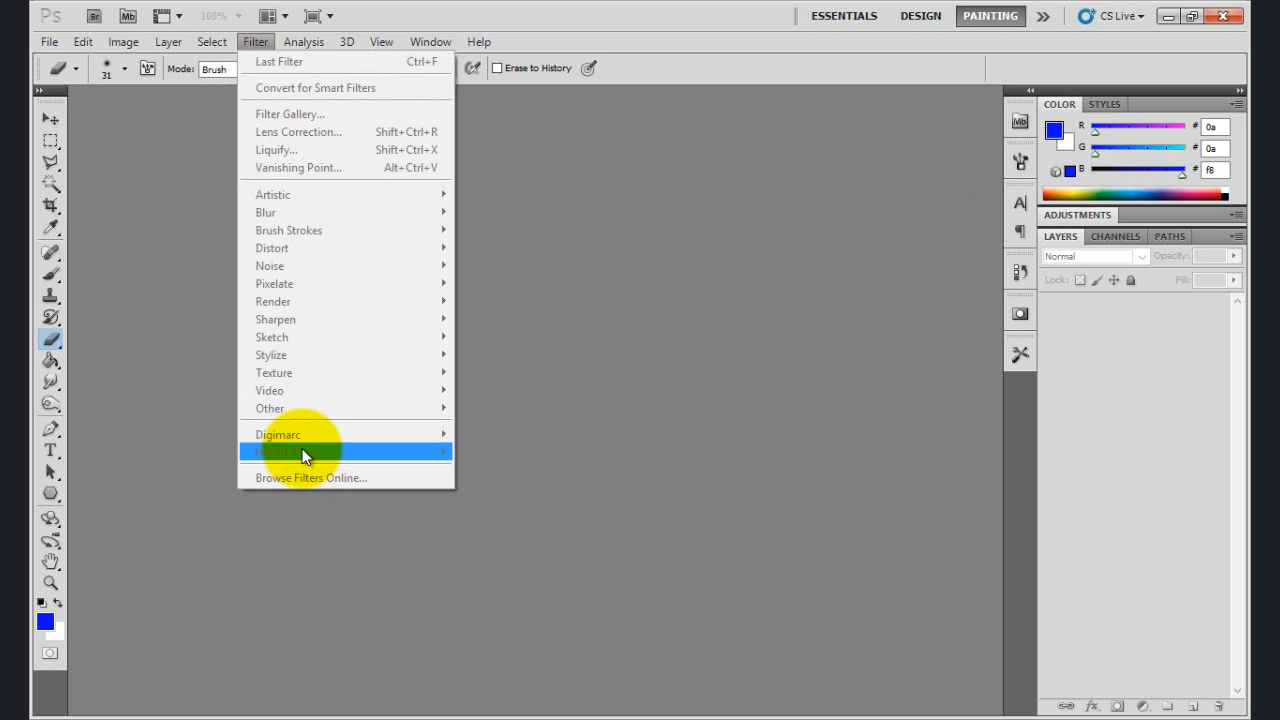 Ps Br Mb 100% ESSENTIALS DESIGN PAINTING CS Live
File Edit Image Layer Select Filter Analysis 3D View Window Help
31 Mode: Brush Erase to History
Last Filter Ctrl+F
Convert for Smart Filters
Filter Gallery...
Lens Correction... Shift+Ctrl+R
Liquify... Shift+Ctrl+X
Vanishing Point... Alt+Ctrl+V
Artistic
Blur
Brush Strokes
Distort
Noise
Pixelate
Render
Sharpen
Sketch
Stylize
Texture
Video
Other
Digimarc
Browse Filters Online...
COLOR STYLES
R # 0a
G # 0a
B # f8
ADJUSTMENTS
LAYERS CHANNELS PATHS
Normal Opacity:
Lock: Fill:
Mb
A
T